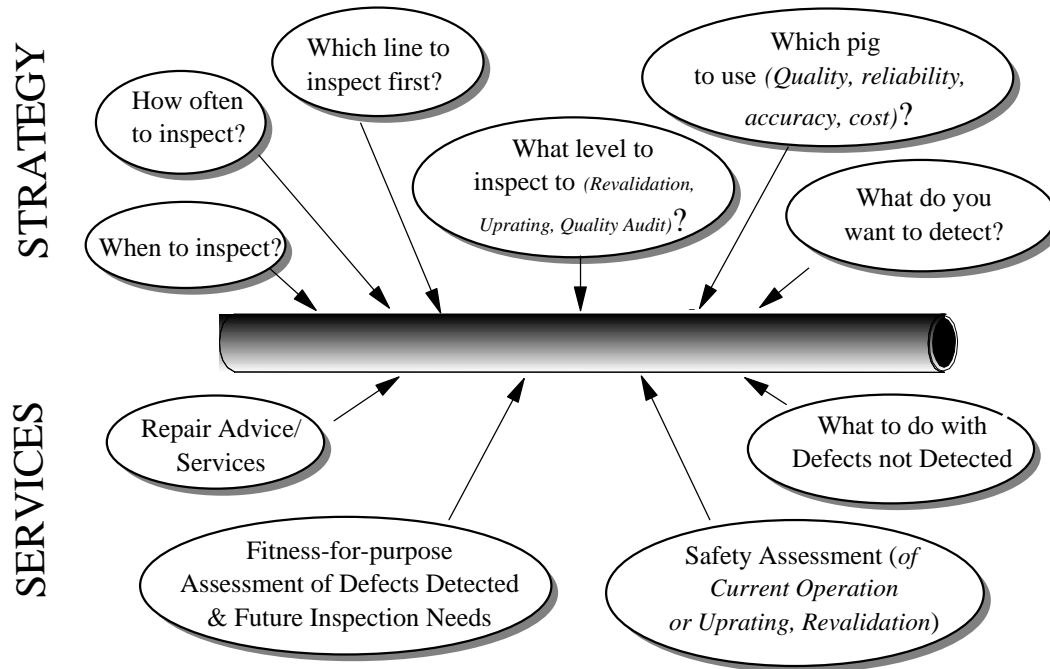 STRATEGY
Which line to
inspect first?
Which pig
to use (Quality, reliability,
accuracy, cost)?
How often
to inspect?
What level to
inspect to (Revalidation,
Uprating, Quality Audit)?
What do you
want to detect?
When to inspect?
SERVICES
Repair Advice/
Services
What to do with
Defects not Detected
Fitness-for-purpose
Assessment of Defects Detected
& Future Inspection Needs
Safety Assessment (of
Current Operation
or Uprating, Revalidation)